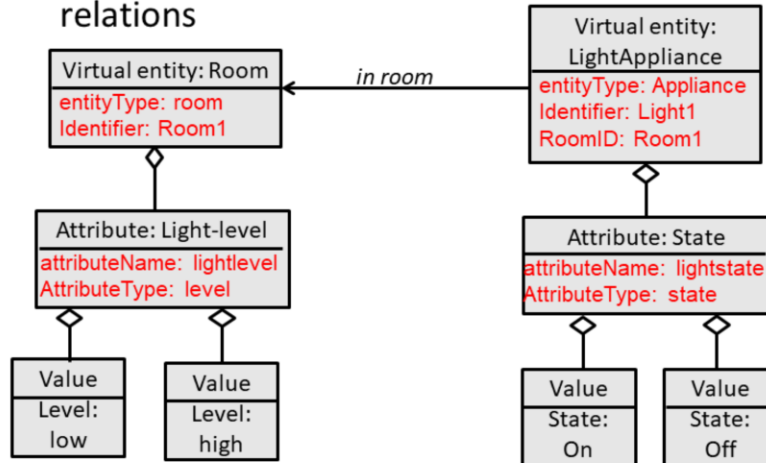 relations
Virtual entity: Room
entityType: room
Identifier: Room1
in room
Virtual entity:
LightAppliance
entityType: Appliance
Identifier: Light1
RoomID: Room1
Attribute: Light-level
attributeName: lightlevel
AttributeType: level
Attribute: State
attributeName: lightstate
AttributeType: state
Value
Level:
low
Value
Level:
high
Value
State:
On
Value
State:
Off